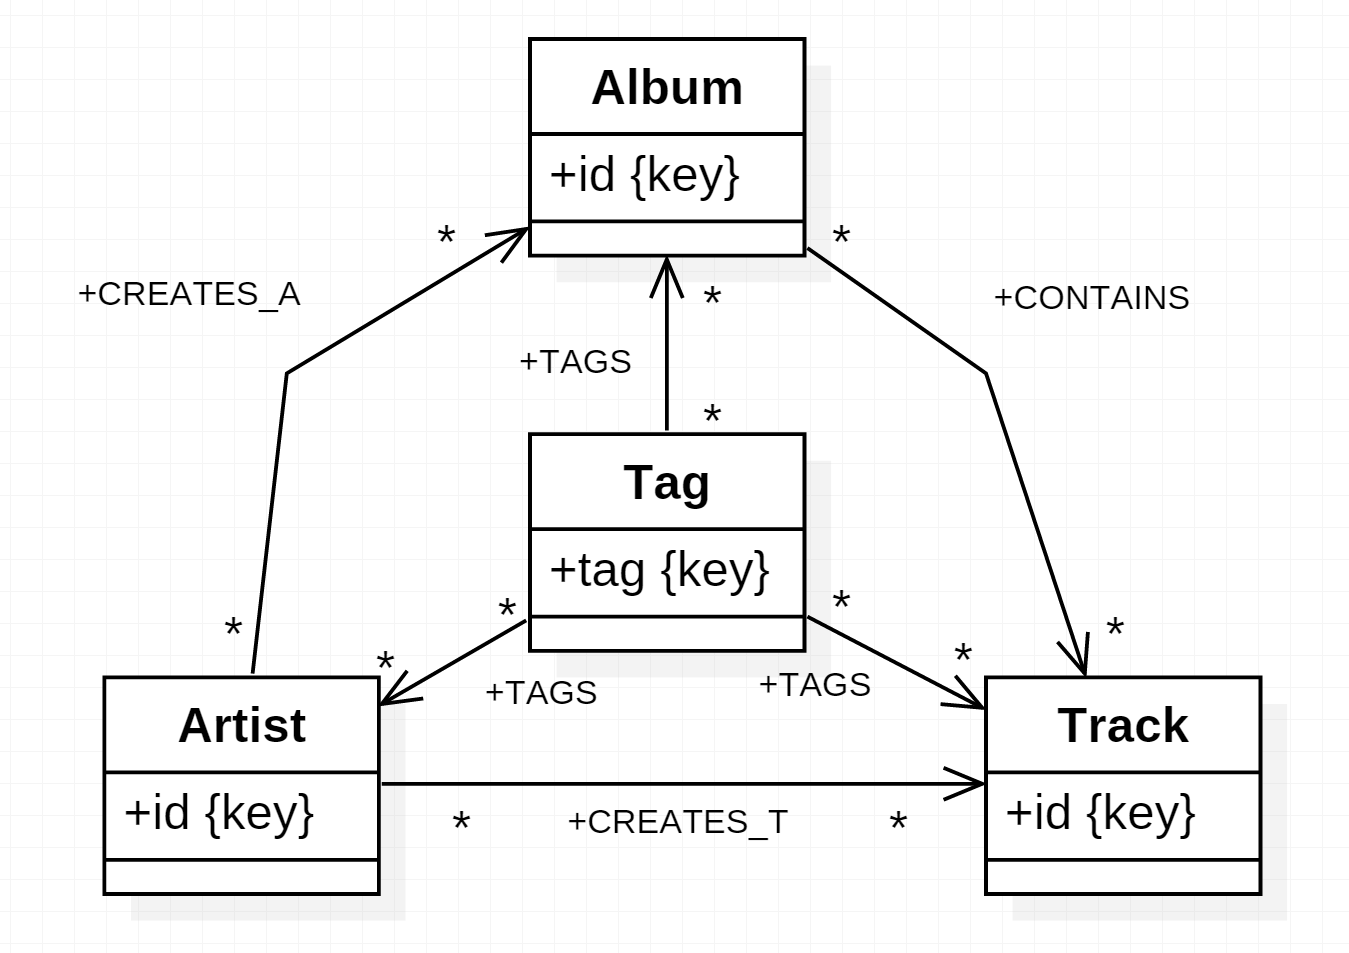 Album
+id {key}
*
*
+CREATES_A
*
+CONTAINS
+TAGS
*
Tag
+tag {key}
*
*
*
*
*
*
+TAGS
+TAGS
Artist
+id {key}
Track
+id {key}
*
+CREATES_T
*